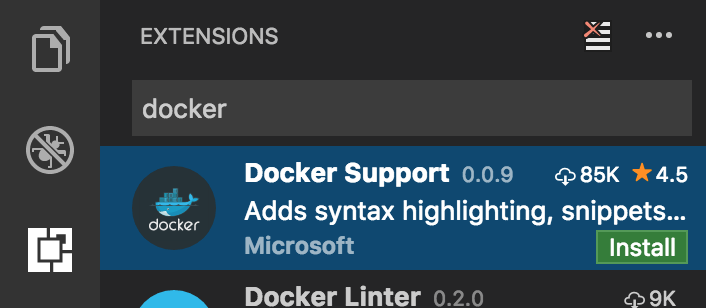 EXTENSIONS
docker
Docker Support 0.0.9 85K 4.5
docker
Adds syntax highlighting, snippets...
Microsoft Install
Docker Linter 0.2.0 9K